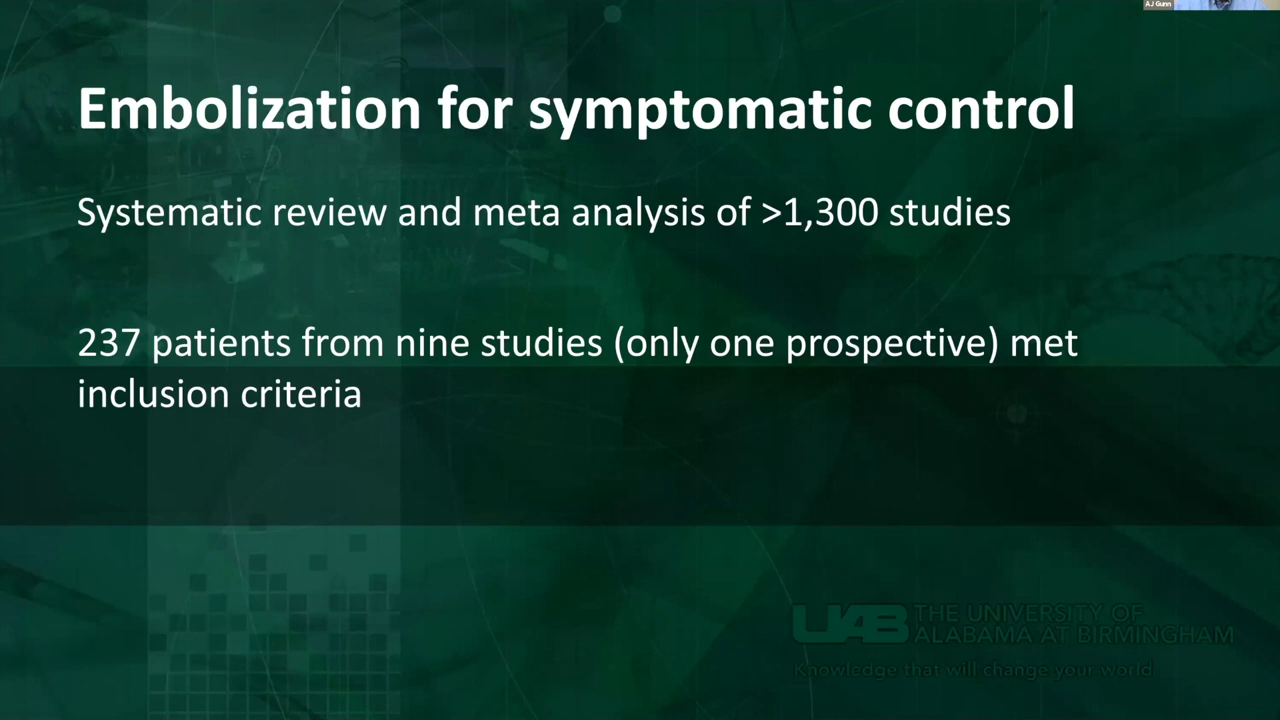 AJ Gunn
Embolization for symptomatic control
Systematic review and meta analysis of >1,300 studies
237 patients from nine studies (only one prospective) met
inclusion criteria
UAB THE UNIVERSITY OF
ALABAMA AT BIRMINGHAM
Knowledge that will change your world